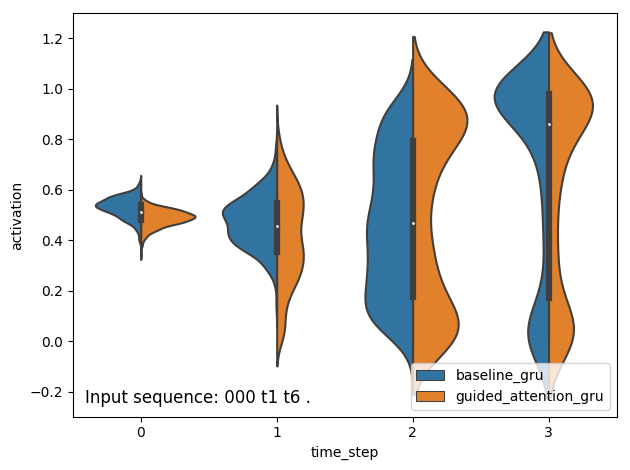 1.2
1.0
0.8
0.6
0.4
0.2
0.0
−0.2
activation
Input sequence: 000 t1 t6 .
baseline_gru
guided_attention_gru
0 1 2 3
time_step